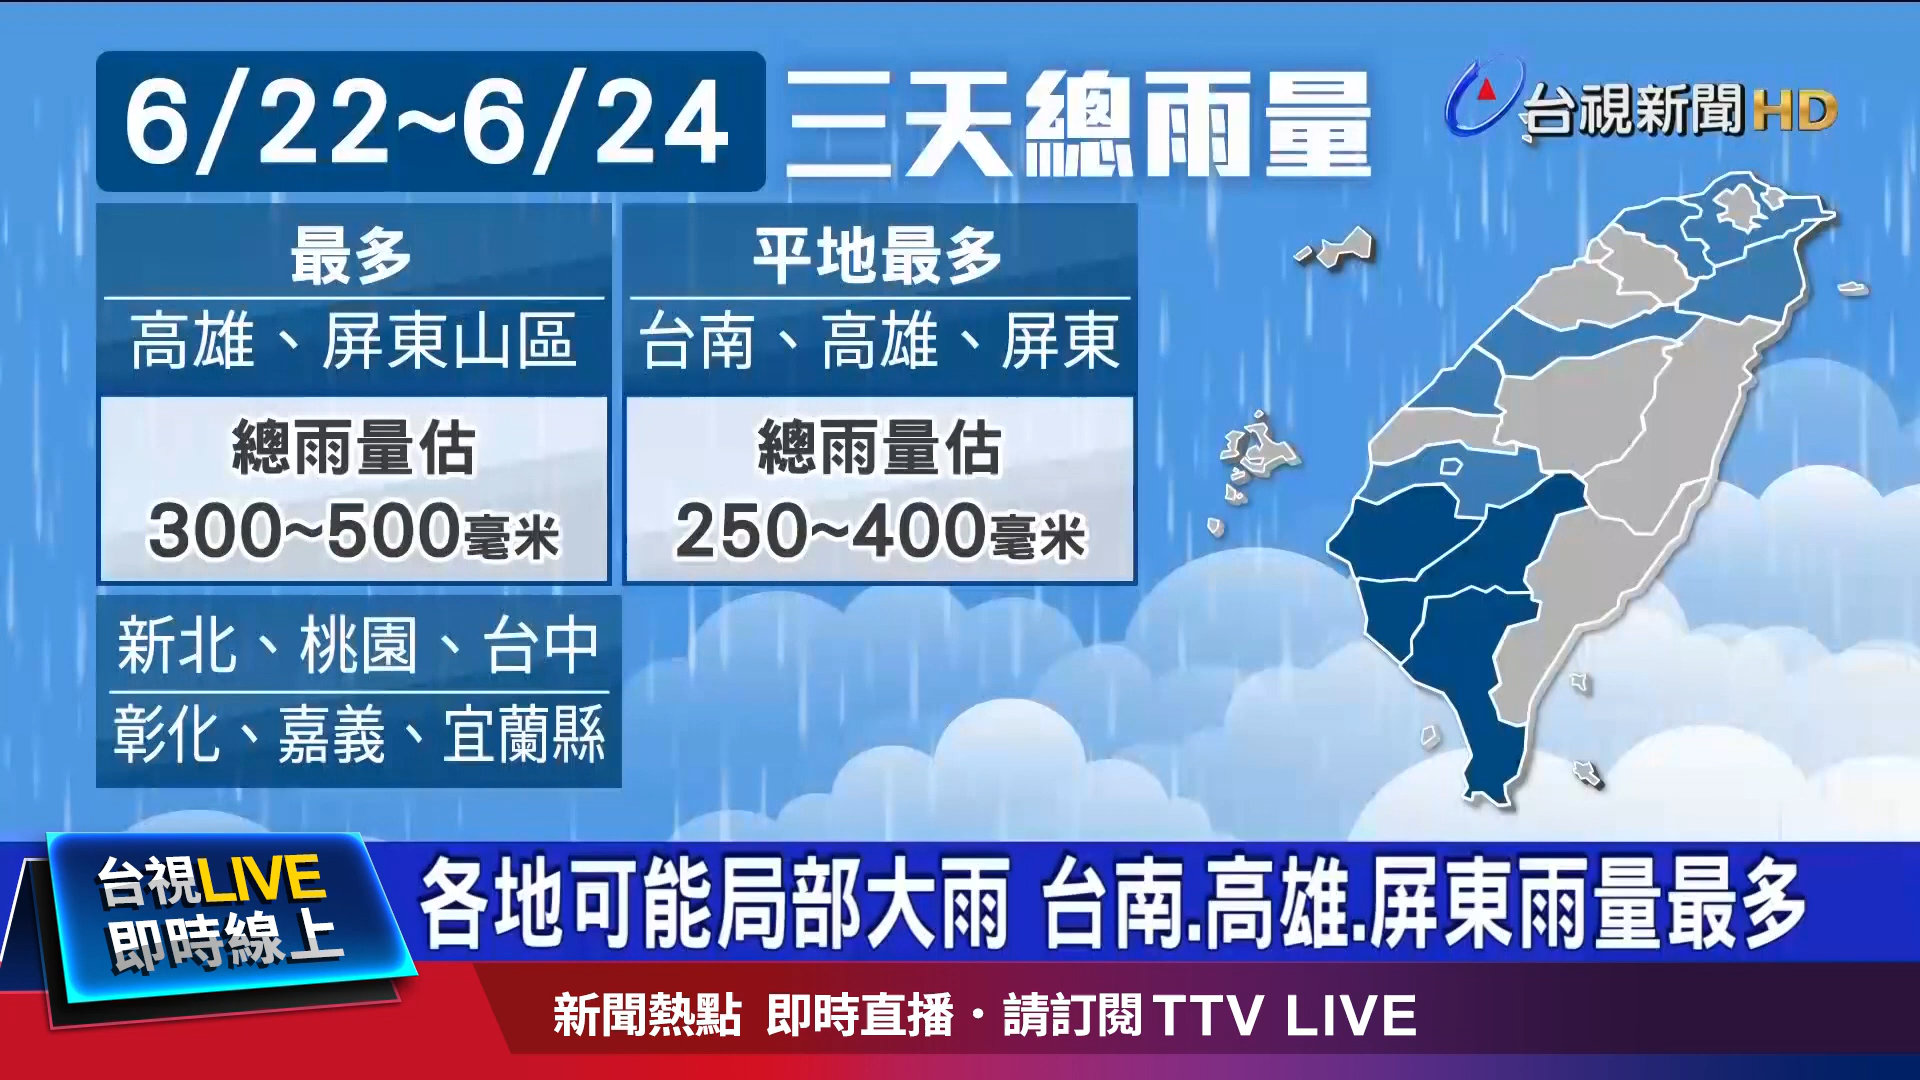 6/22~6/24 三天總雨量
台視新聞HD
最多
高雄、屏東山區
總雨量估
300~500毫米
平地最多
台南、高雄、屏東
總雨量估
250~400毫米
新北、桃園、台中
彰化、嘉義、宜蘭縣
台視LIVE
即時線上
各地可能局部大雨 台南.高雄.屏東雨量最多
新聞熱點 即時直播・請訂閱TTV LIVE